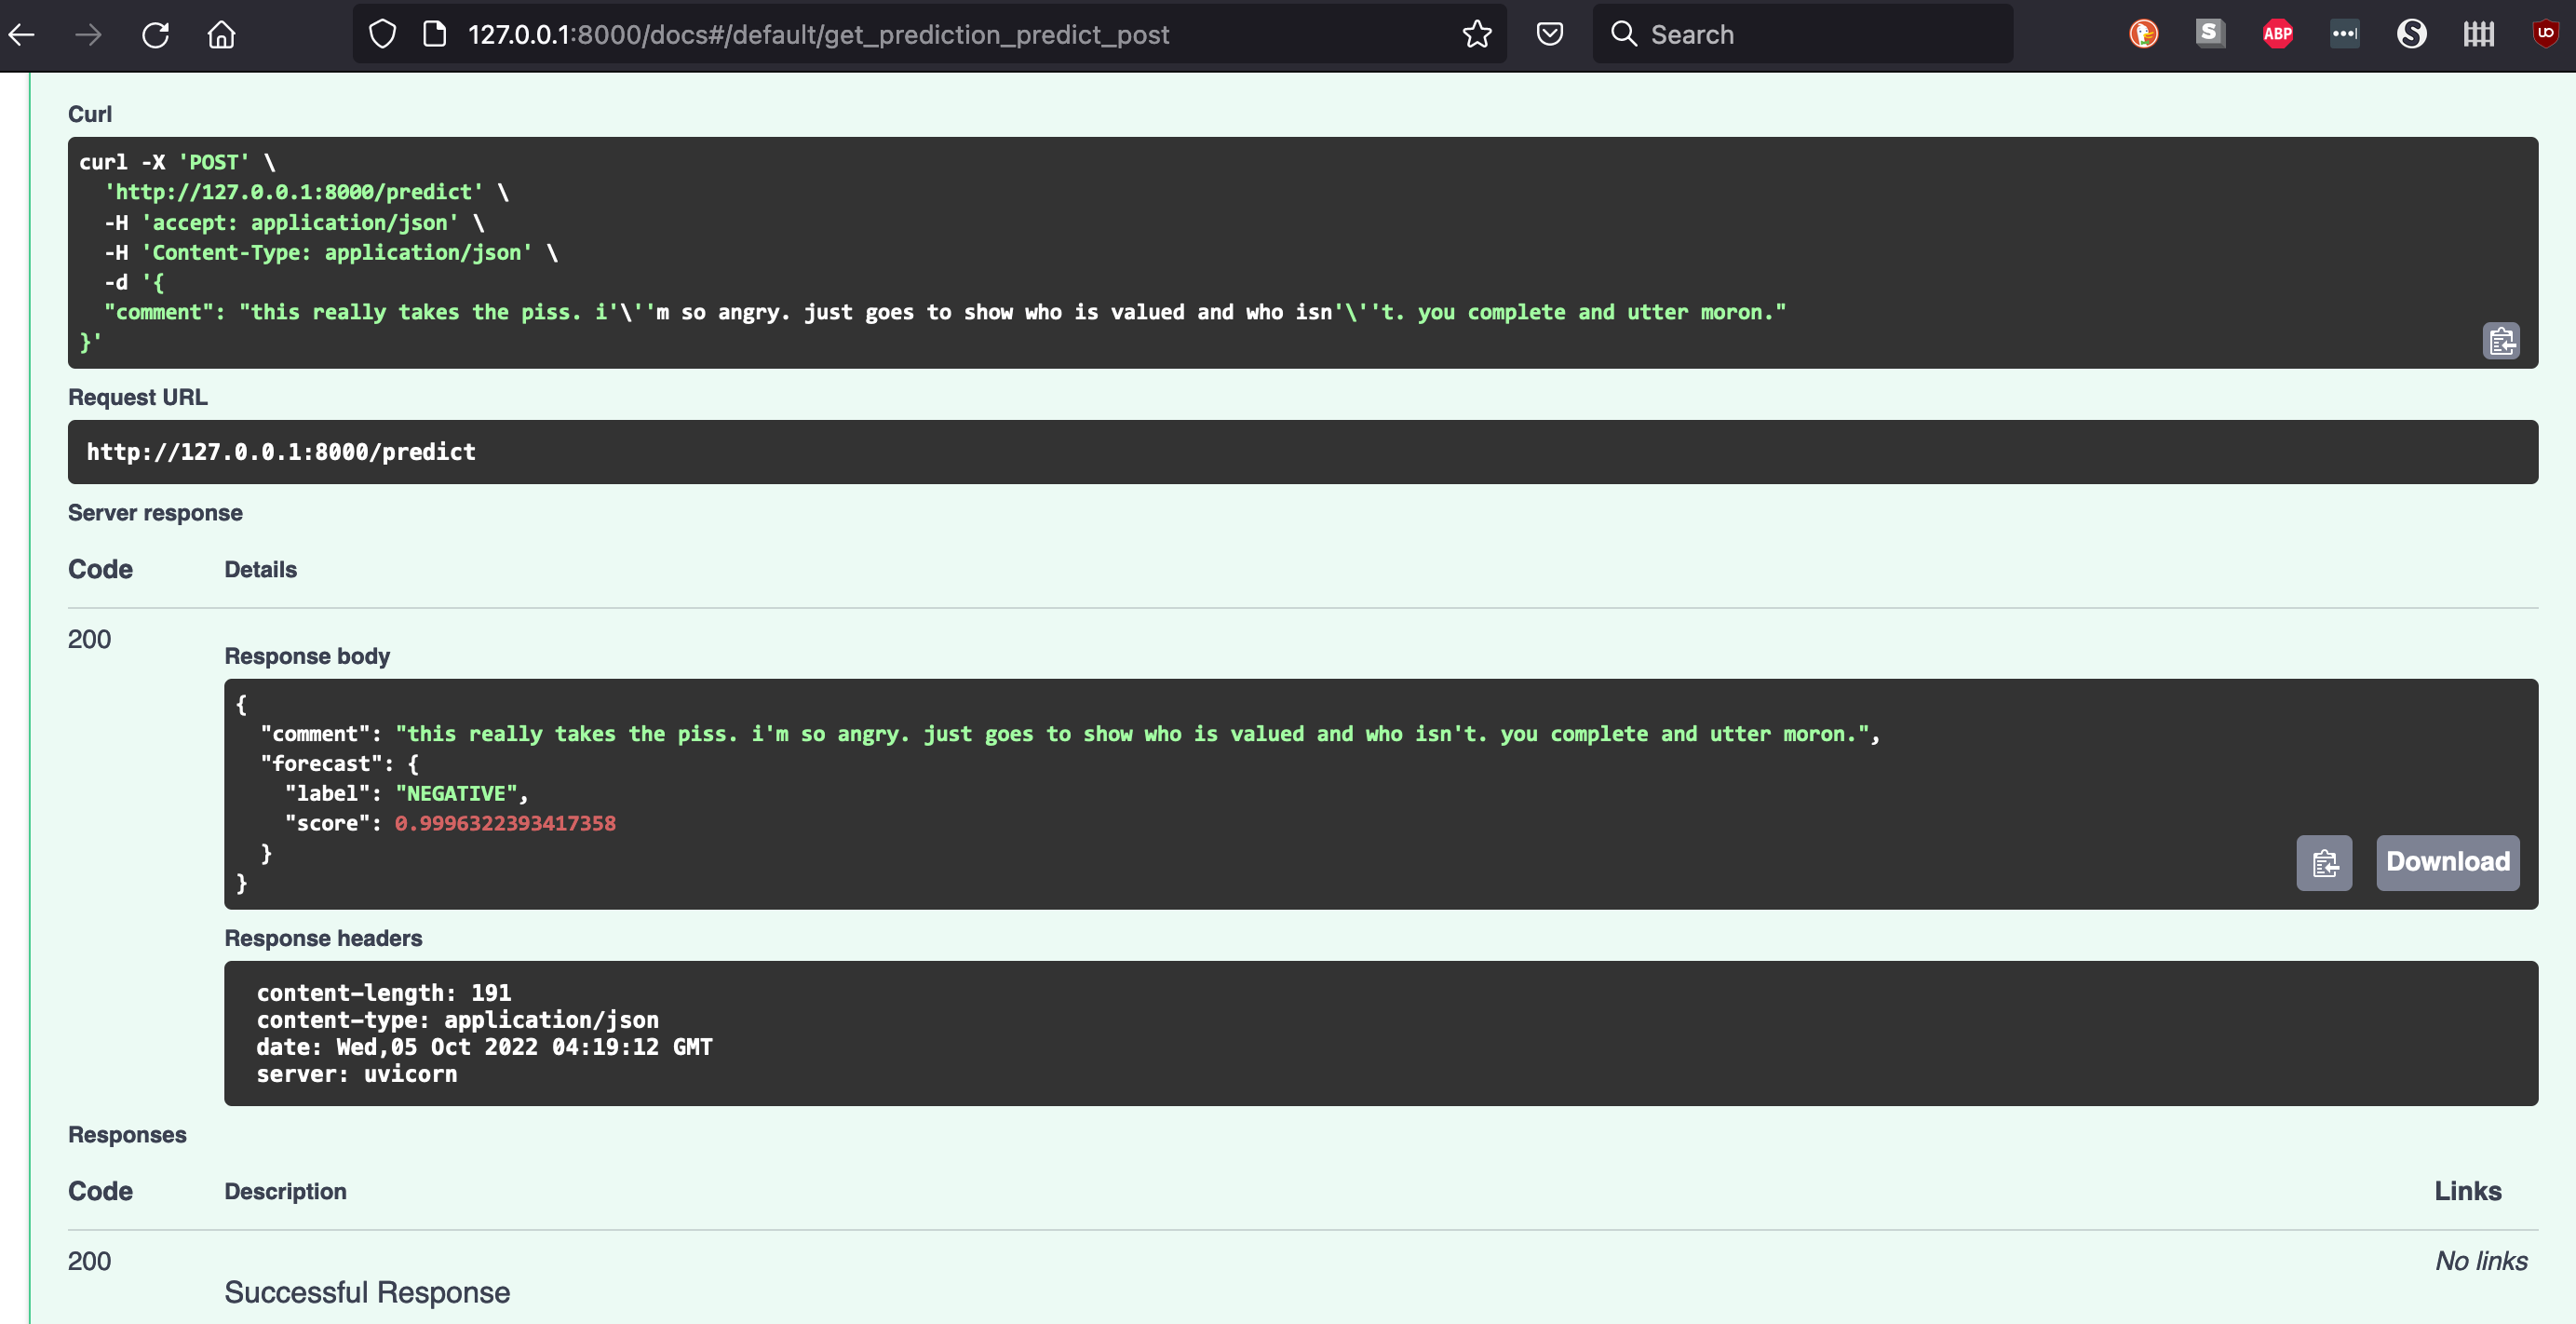 127.0.0.1:8000/docs#/default/get_prediction_predict_post
Search
S
ABP
UO
Curl
curl -X 'POST' \
  'http://127.0.0.1:8000/predict' \
  -H 'accept: application/json' \
  -H 'Content-Type: application/json' \
  -d '{
  "comment": "this really takes the piss. i'\''m so angry. just goes to show who is valued and who isn'\''t. you complete and utter moron."
}'
Request URL
http://127.0.0.1:8000/predict
Server response
Code Details
200
Response body
{
  "comment": "this really takes the piss. i'm so angry. just goes to show who is valued and who isn't. you complete and utter moron.",
  "forecast": {
    "label": "NEGATIVE",
    "score": 0.9996322393417358
  }
}
Download
Response headers
content-length: 191
content-type: application/json
date: Wed,05 Oct 2022 04:19:12 GMT
server: uvicorn
Responses
Code Description Links
200 No links
Successful Response